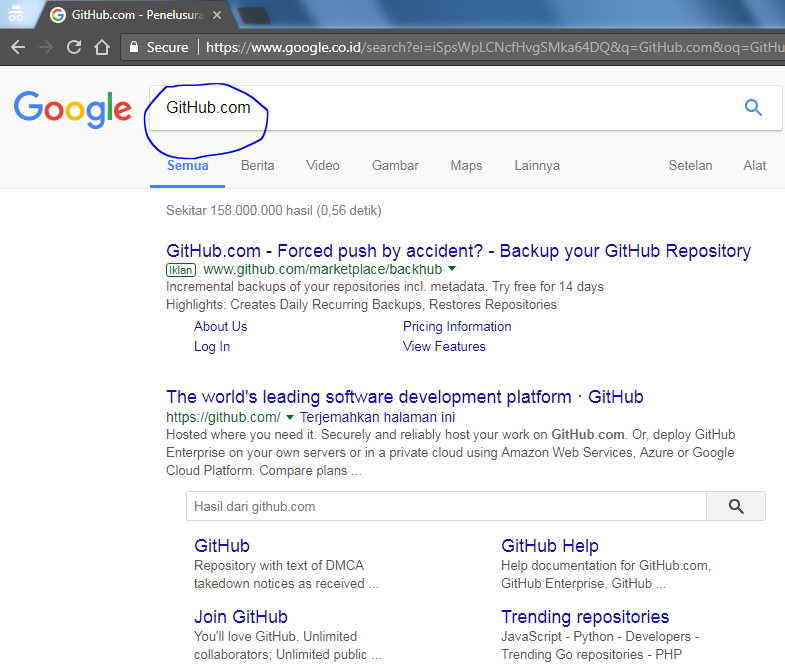 GitHub.com - Penelusura
Secure
https://www.google.co.id/search?ei=iSpsWpLCNcfHvgSMka64DQ&q=GitHub.com&oq=GitHu
Google
GitHub.com
Semua Berita Video Gambar Maps Lainnya Setelan Alat
Sekitar 158.000.000 hasil (0,56 detik)
GitHub.com - Forced push by accident? - Backup your GitHub Repository
Iklan www.github.com/marketplace/backhub
Incremental backups of your repositories incl. metadata. Try free for 14 days
Highlights: Creates Daily Recurring Backups, Restores Repositories
About Us Pricing Information
Log In View Features
The world's leading software development platform · GitHub
https://github.com/ Terjemahkan halaman ini
Hosted where you need it. Securely and reliably host your work on GitHub.com. Or, deploy GitHub
Enterprise on your own servers or in a private cloud using Amazon Web Services, Azure or Google
Cloud Platform. Compare plans ...
Hasil dari github.com
GitHub GitHub Help
Repository with text of DMCA Help documentation for GitHub.com,
takedown notices as received ... GitHub Enterprise, GitHub ...
Join GitHub Trending repositories
You'll love GitHub. Unlimited JavaScript - Python - Developers -
collaborators; Unlimited public ... Trending Go repositories - PHP